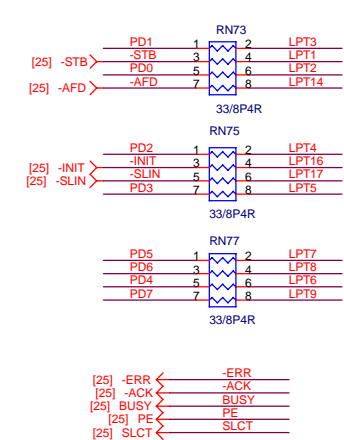 RN73
PD1 1 2 LPT3
[25] -STB -STB 3 4 LPT1
PD0 5 6 LPT2
[25] -AFD -AFD 7 8 LPT14
33/8P4R
RN75
PD2 1 2 LPT4
[25] -INIT -INIT 3 4 LPT16
[25] -SLIN -SLIN 5 6 LPT17
PD3 7 8 LPT5
33/8P4R
RN77
PD5 1 2 LPT7
PD6 3 4 LPT8
PD4 5 6 LPT6
PD7 7 8 LPT9
33/8P4R
[25] -ERR -ERR
[25] -ACK -ACK
[25] BUSY BUSY
[25] PE PE
[25] SLCT SLCT